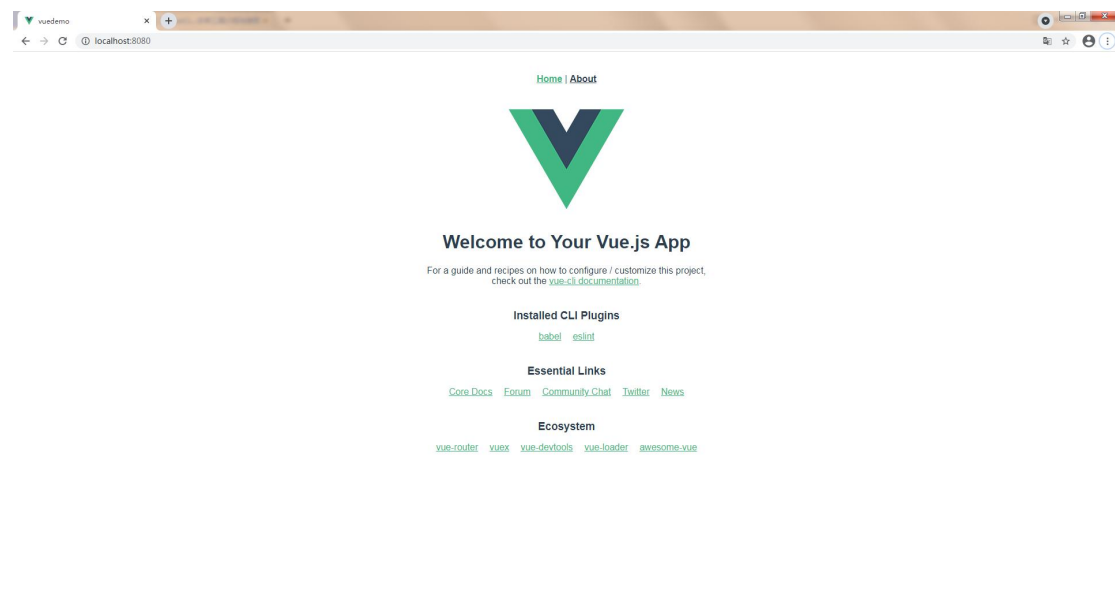 vuedemo
localhost:8080
Home | About
Welcome to Your Vue.js App
For a guide and recipes on how to configure / customize this project,
check out the vue-cli documentation.
Installed CLI Plugins
babel eslint
Essential Links
Core Docs Forum Community Chat Twitter News
Ecosystem
vue-router vuex vue-devtools vue-loader awesome-vue